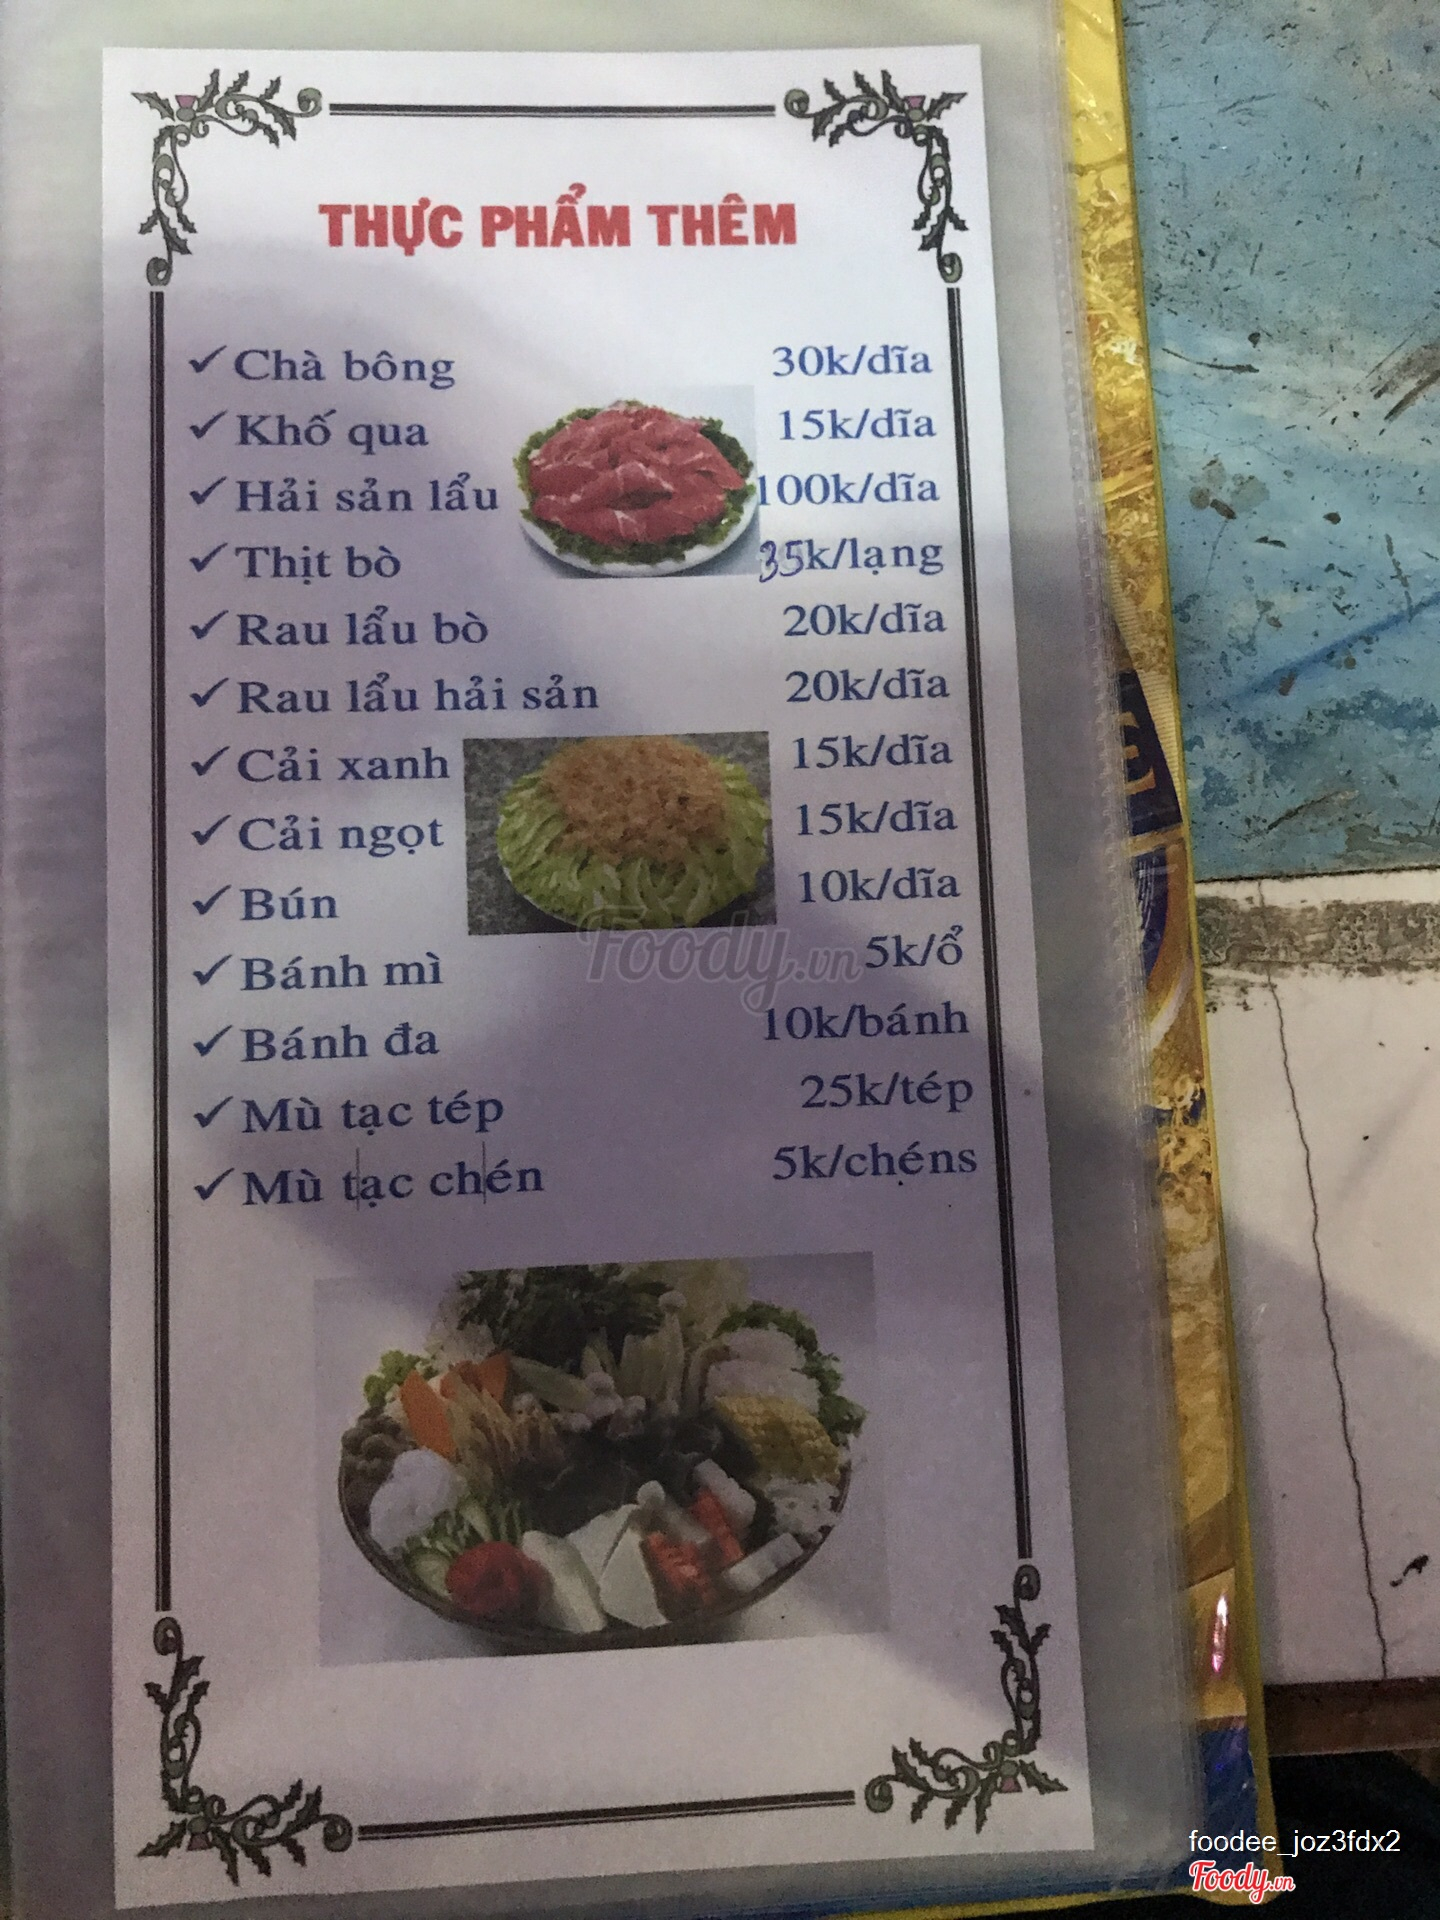 THỰC PHẨM THÊM
✓ Chà bông 30k/dĩa
✓ Khố qua 15k/dĩa
✓ Hải sản lẩu 100k/dĩa
✓ Thịt bò 35k/lạng
✓ Rau lẩu bò 20k/dĩa
✓ Rau lẩu hải sản 20k/dĩa
✓ Cải xanh 15k/dĩa
✓ Cải ngọt 15k/dĩa
✓ Bún 10k/dĩa
✓ Bánh mì 5k/ổ
✓ Bánh đa 10k/bánh
✓ Mù tạc tép 25k/tép
✓ Mù tạc chén 5k/chéns
Foody.vn
foodee_joz3fdx2
Foody.vn